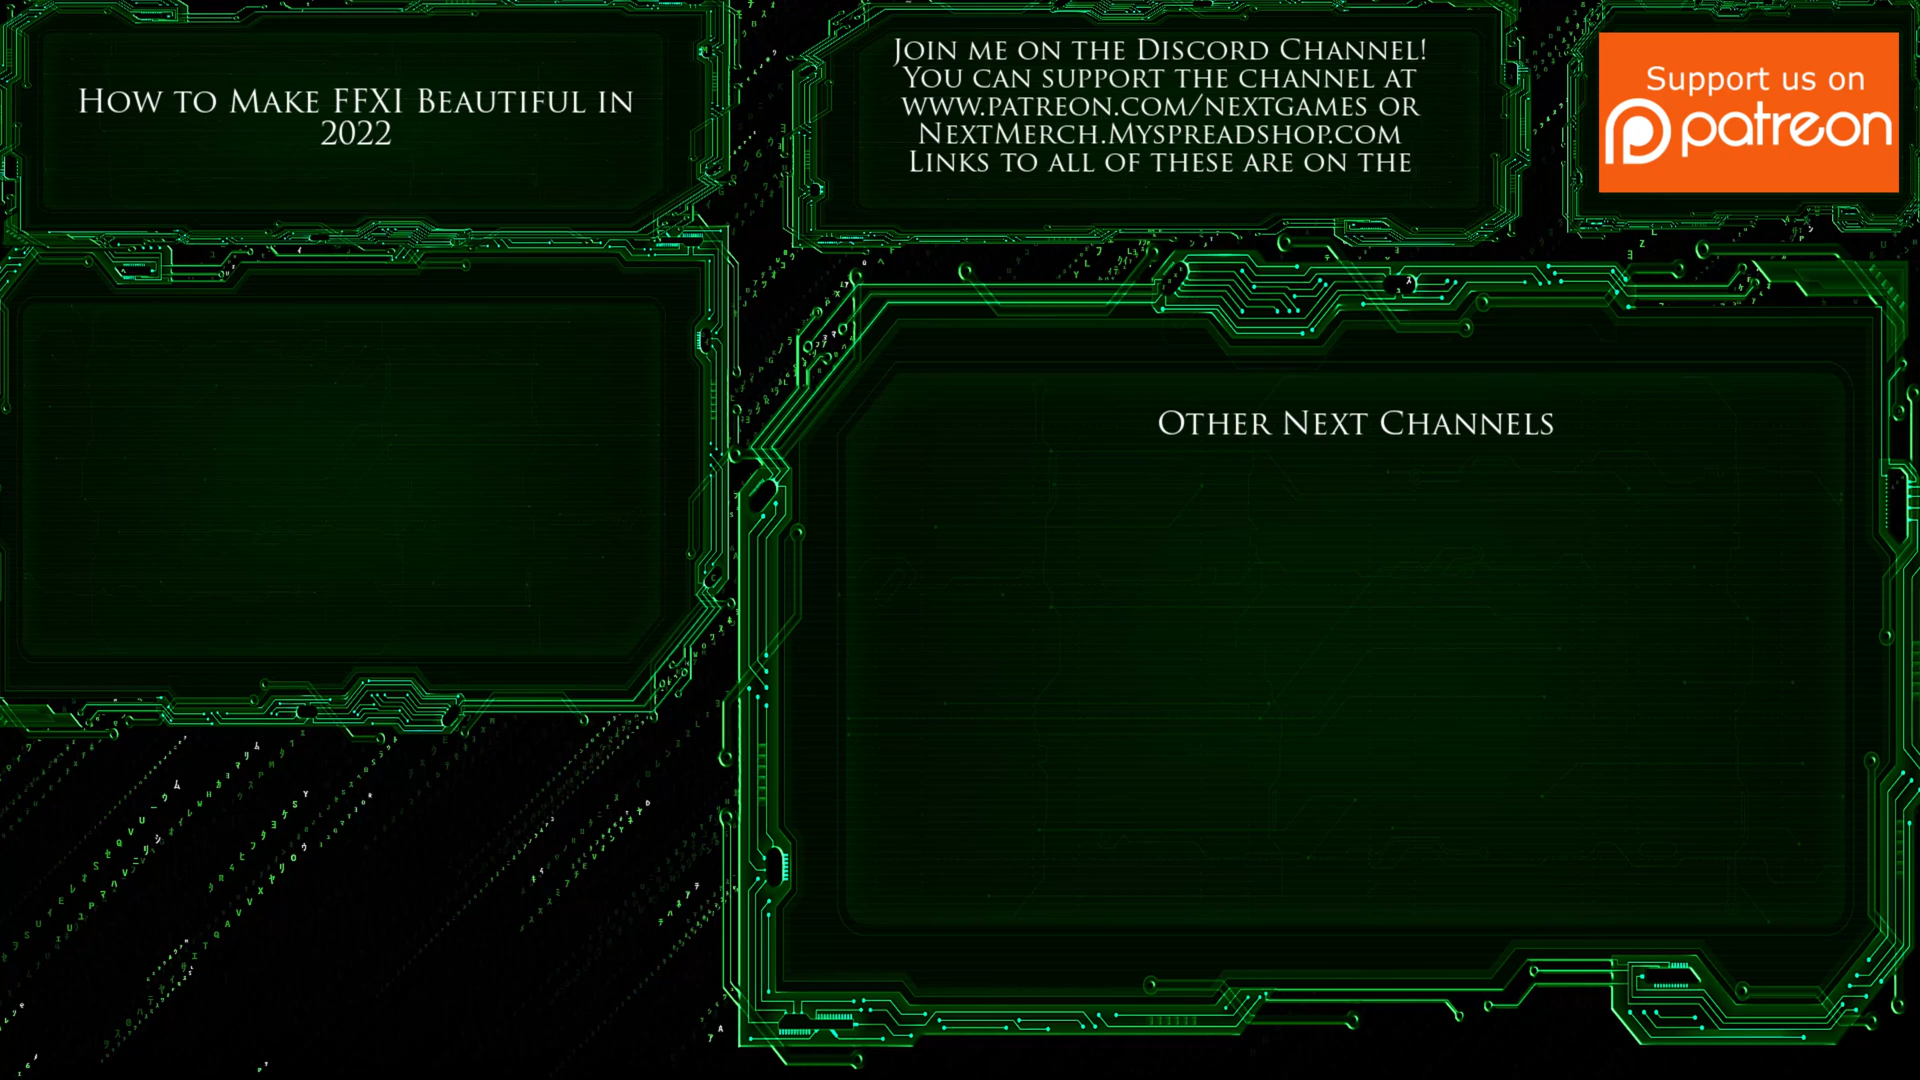 How to Make FFXI Beautiful in
2022
Join me on the Discord Channel!
You can support the channel at
www.patreon.com/nextgames or
NextMerch.Myspreadshop.com
Links to all of these are on the
Support us on
patreon
Other Next Channels